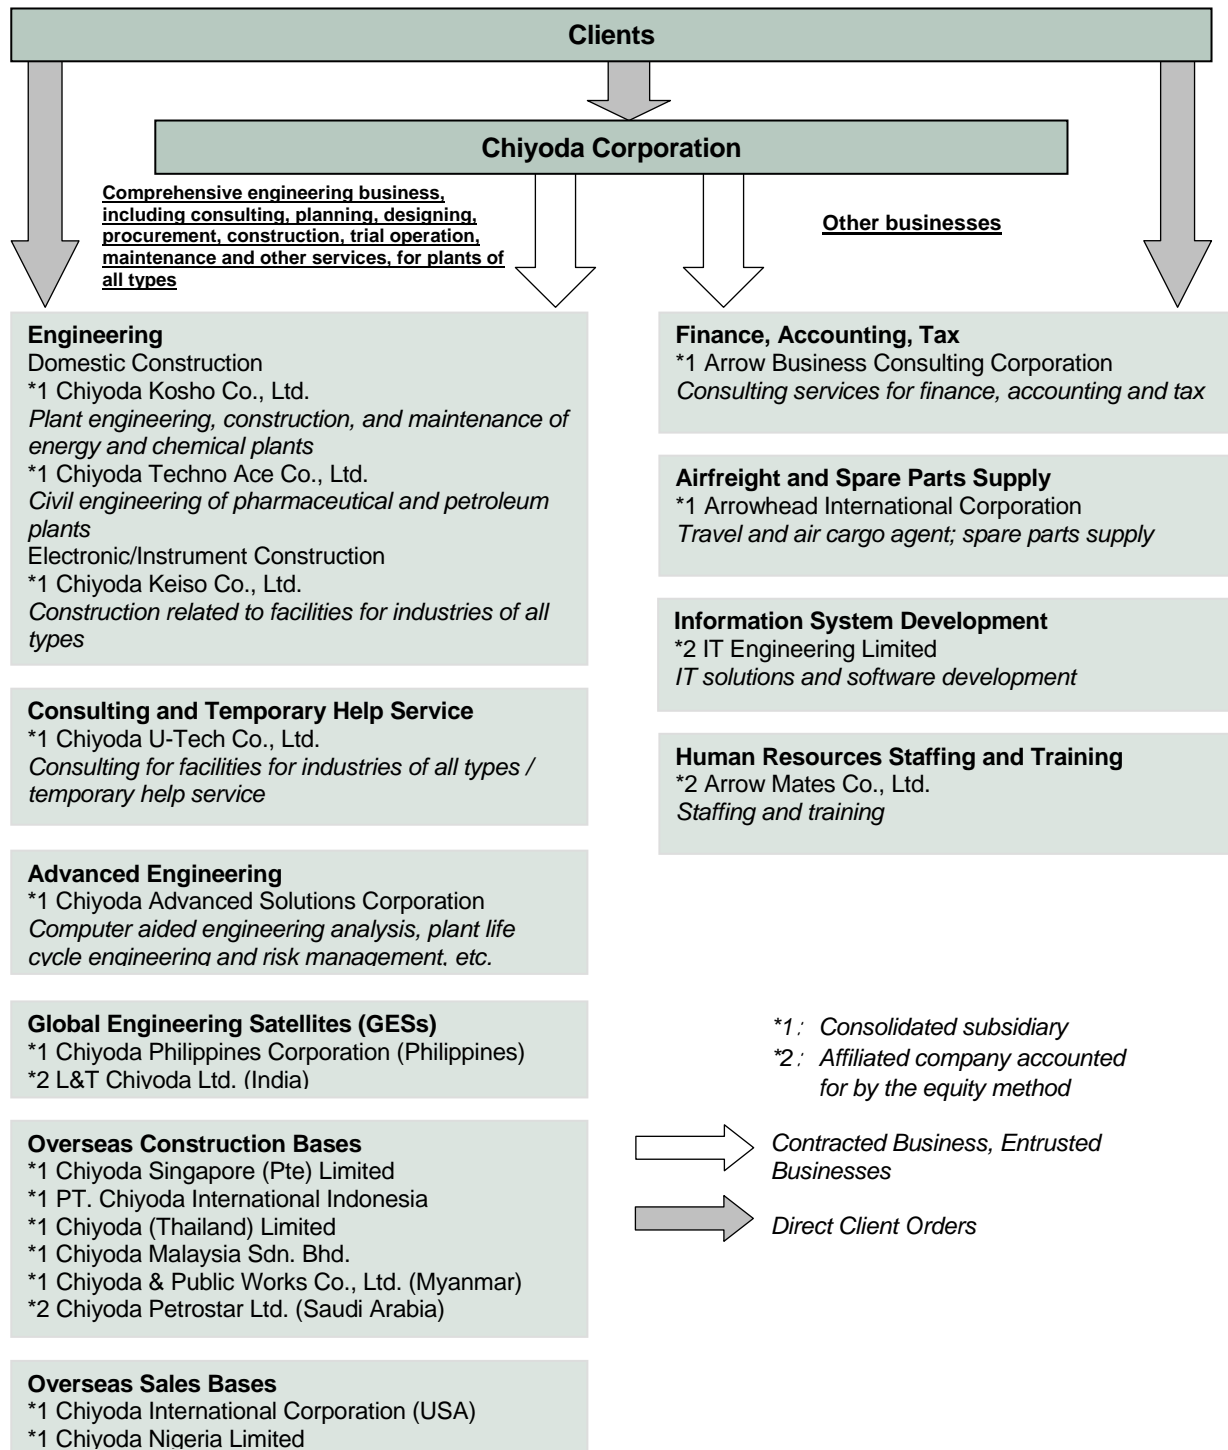 Clients
Chiyoda Corporation
Comprehensive engineering business,
including consulting, planning, designing,
procurement, construction, trial operation,
maintenance and other services, for plants of
all types
Other businesses
Engineering
Domestic Construction
*1 Chiyoda Kosho Co., Ltd.
Plant engineering, construction, and maintenance of
energy and chemical plants
*1 Chiyoda Techno Ace Co., Ltd.
Civil engineering of pharmaceutical and petroleum
plants
Electronic/Instrument Construction
*1 Chiyoda Keiso Co., Ltd.
Construction related to facilities for industries of all
types
Consulting and Temporary Help Service
*1 Chiyoda U-Tech Co., Ltd.
Consulting for facilities for industries of all types /
temporary help service
Advanced Engineering
*1 Chiyoda Advanced Solutions Corporation
Computer aided engineering analysis, plant life
cycle engineering and risk management, etc.
Global Engineering Satellites (GESs)
*1 Chiyoda Philippines Corporation (Philippines)
*2 L&T Chiyoda Ltd. (India)
Overseas Construction Bases
*1 Chiyoda Singapore (Pte) Limited
*1 PT. Chiyoda International Indonesia
*1 Chiyoda (Thailand) Limited
*1 Chiyoda Malaysia Sdn. Bhd.
*1 Chiyoda & Public Works Co., Ltd. (Myanmar)
*2 Chiyoda Petrostar Ltd. (Saudi Arabia)
Overseas Sales Bases
*1 Chiyoda International Corporation (USA)
*1 Chiyoda Nigeria Limited
Finance, Accounting, Tax
*1 Arrow Business Consulting Corporation
Consulting services for finance, accounting and tax
Airfreight and Spare Parts Supply
*1 Arrowhead International Corporation
Travel and air cargo agent; spare parts supply
Information System Development
*2 IT Engineering Limited
IT solutions and software development
Human Resources Staffing and Training
*2 Arrow Mates Co., Ltd.
Staffing and training
*1： Consolidated subsidiary
*2： Affiliated company accounted
for by the equity method
Contracted Business, Entrusted
Businesses
Direct Client Orders